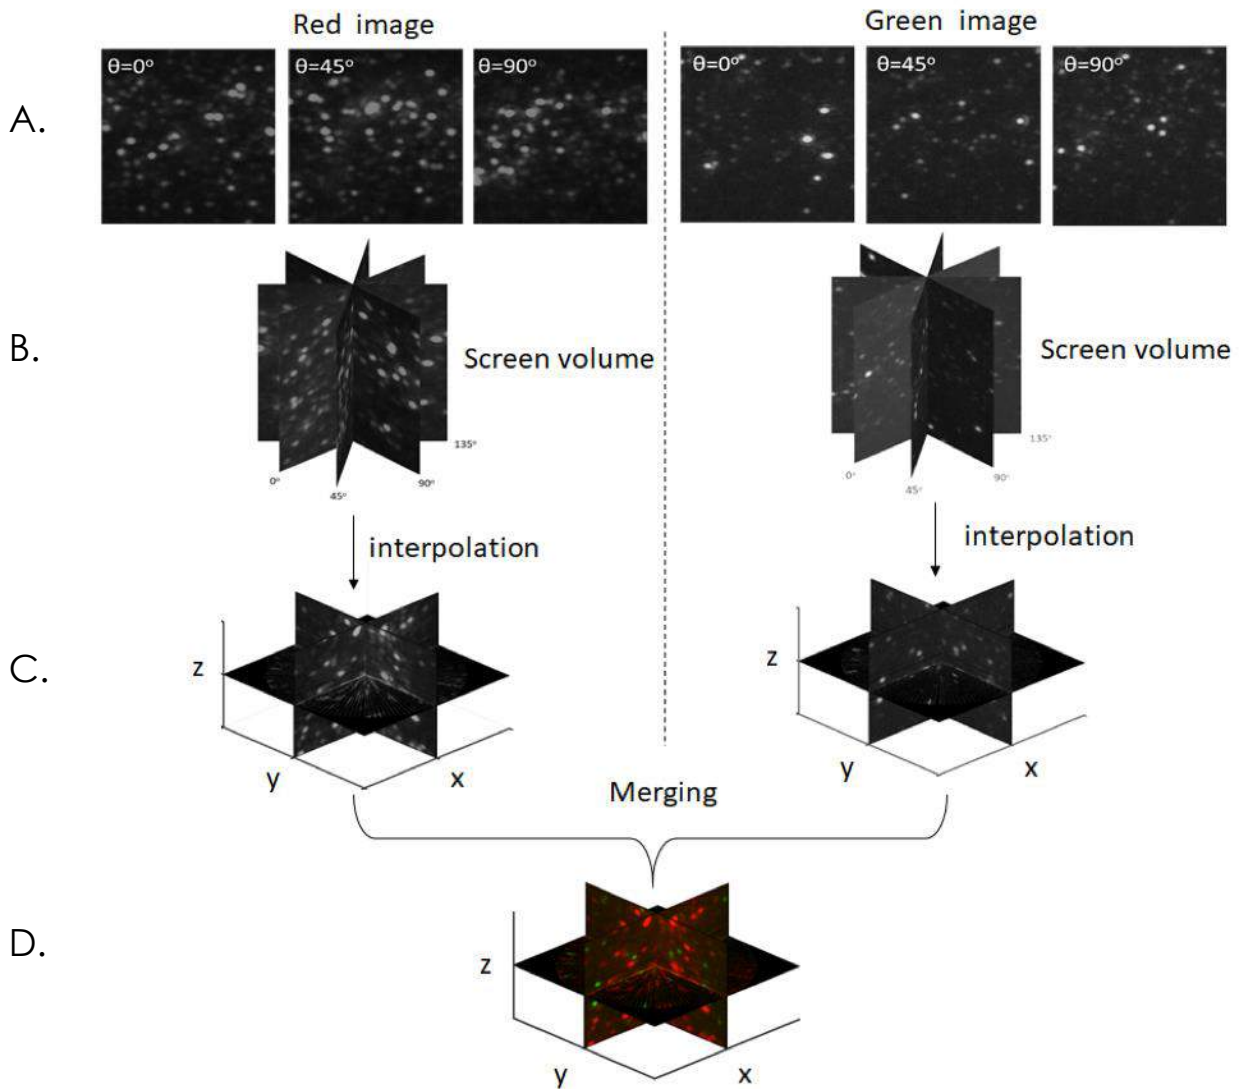 Red image
Green image
A.
θ=0°
θ=45°
θ=90°
θ=0°
θ=45°
θ=90°
B.
Screen volume
Screen volume
135°
0°
90°
45°
135°
0°
90°
45°
interpolation
interpolation
C.
z
y
x
z
y
x
Merging
D.
z
y
x